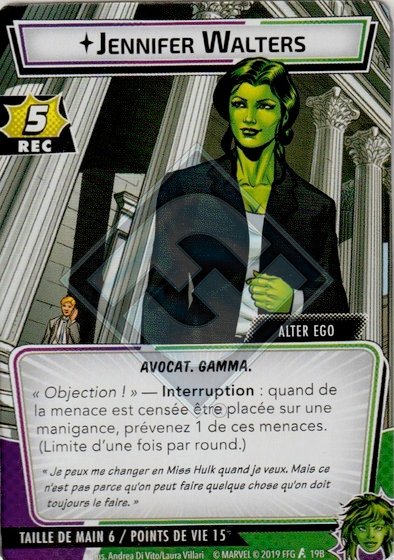 JENNIFER WALTERS
5
REC
ALTER EGO
AVOCAT. GAMMA.
« Objection ! » — Interruption : quand de
la menace est censée être placée sur une
manigance, prévenez 1 de ces menaces.
(Limite d'une fois par round.)
« Je peux me changer en Miss Hulk quand je veux. Mais ce
n'est pas parce qu'on peut faire quelque chose qu'on doit
toujours le faire. »
TAILLE DE MAIN 6 / POINTS DE VIE 15
Andrea Di Vito/Laura Villari © MARVEL © 2019 FFG 19B